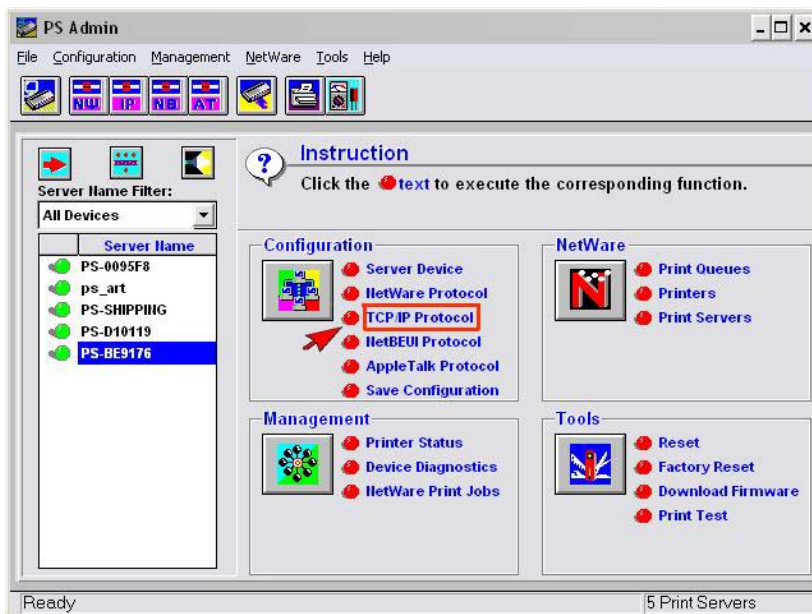 PS Admin
File Configuration Management NetWare Tools Help
NW IP NB AT
Server Name Filter:
All Devices
Server Name
PS-0095F8
ps_art
PS-SHIPPING
PS-D10119
PS-BE9176
?
Instruction
Click the text to execute the corresponding function.
Configuration
Server Device
NetWare Protocol
TCP/IP Protocol
NetBEUI Protocol
AppleTalk Protocol
Save Configuration
NetWare
N
Print Queues
Printers
Print Servers
Management
Printer Status
Device Diagnostics
NetWare Print Jobs
Tools
Reset
Factory Reset
Download Firmware
Print Test
Ready
5 Print Servers